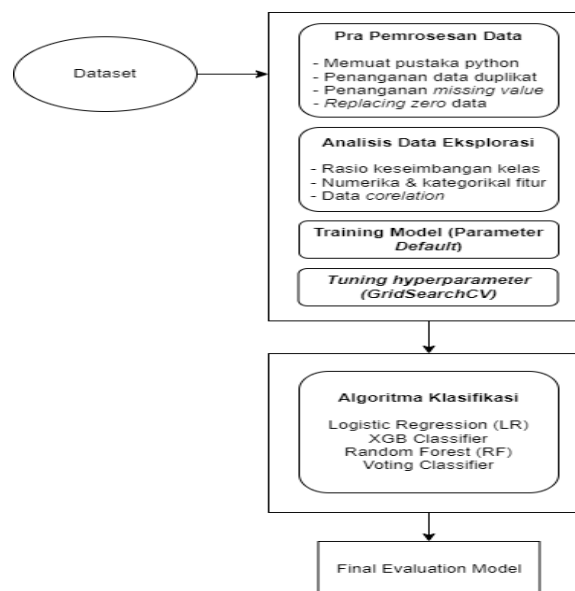 Dataset
Pra Pemrosesan Data
- Memuat pustaka python
- Penanganan data duplikat
- Penanganan missing value
- Replacing zero data
Analisis Data Eksplorasi
- Rasio keseimbangan kelas
- Numerika & kategorikal fitur
- Data corelation
Training Model (Parameter
Default)
Tuning hyperparameter
(GridSearchCV)
Algoritma Klasifikasi
Logistic Regression (LR)
XGB Classifier
Random Forest (RF)
Voting Classifier
Final Evaluation Model